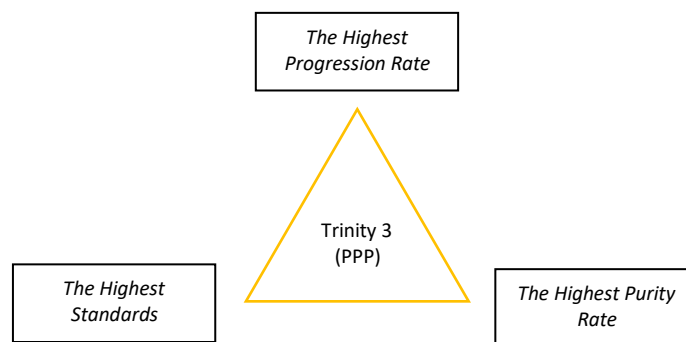 The Highest
Progression Rate
Trinity 3
(PPP)
The Highest
Standards
The Highest Purity
Rate